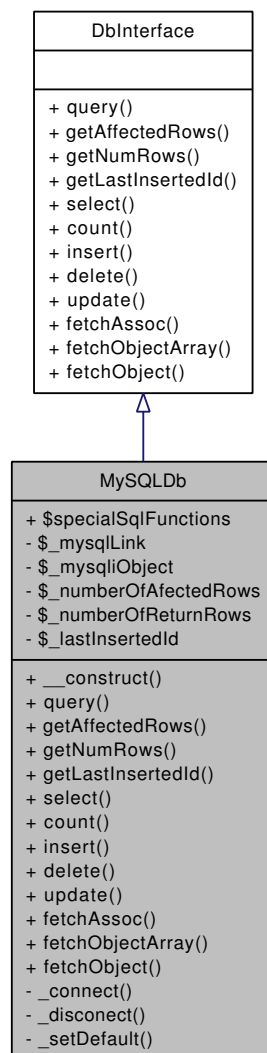 DbInterface
+ query()
+ getAffectedRows()
+ getNumRows()
+ getLastInsertedId()
+ select()
+ count()
+ insert()
+ delete()
+ update()
+ fetchAssoc()
+ fetchObjectArray()
+ fetchObject()
MySQLDb
+ $specialSqlFunctions
- $_mysqlLink
- $_mysqliObject
- $_numberOfAfectedRows
- $_numberOfReturnRows
- $_lastInsertedId
+ __construct()
+ query()
+ getAffectedRows()
+ getNumRows()
+ getLastInsertedId()
+ select()
+ count()
+ insert()
+ delete()
+ update()
+ fetchAssoc()
+ fetchObjectArray()
+ fetchObject()
- _connect()
- _disconect()
- _setDefault()